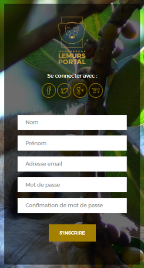 LEMURS
PORTAL
Se connecter avec :
Nom
Prénom
Adresse email
Mot de passe
Confirmation de mot de passe
S'INSCRIRE